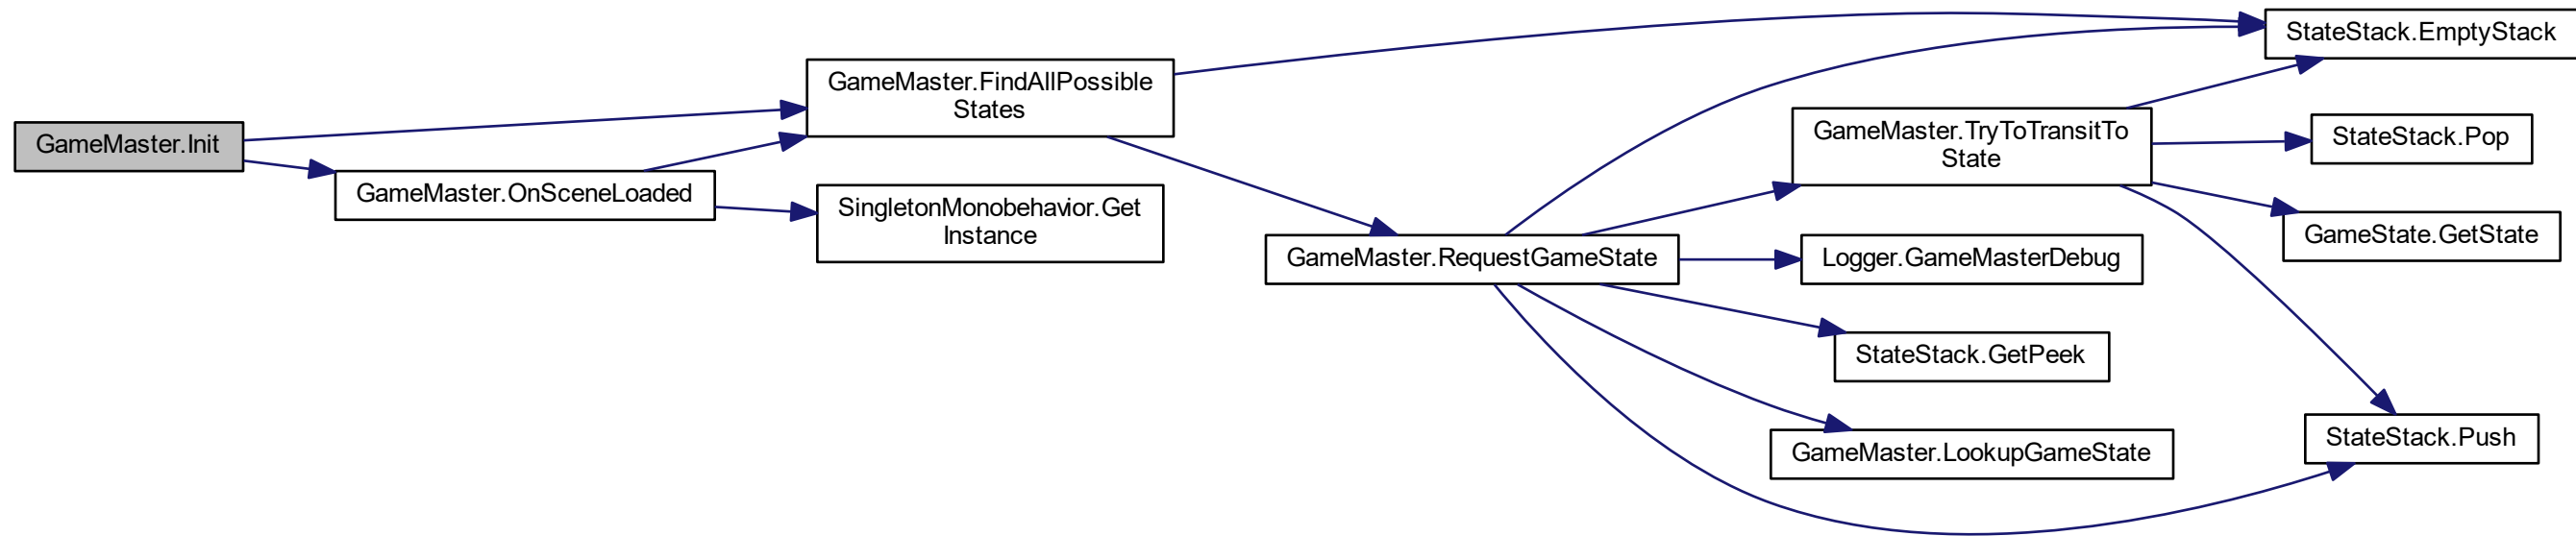 GameMaster.Init
GameMaster.OnSceneLoaded
GameMaster.FindAllPossible
States
SingletonMonobehavior.Get
Instance
GameMaster.RequestGameState
GameMaster.TryToTransitTo
State
Logger.GameMasterDebug
StateStack.GetPeek
GameMaster.LookupGameState
StateStack.EmptyStack
StateStack.Pop
GameState.GetState
StateStack.Push